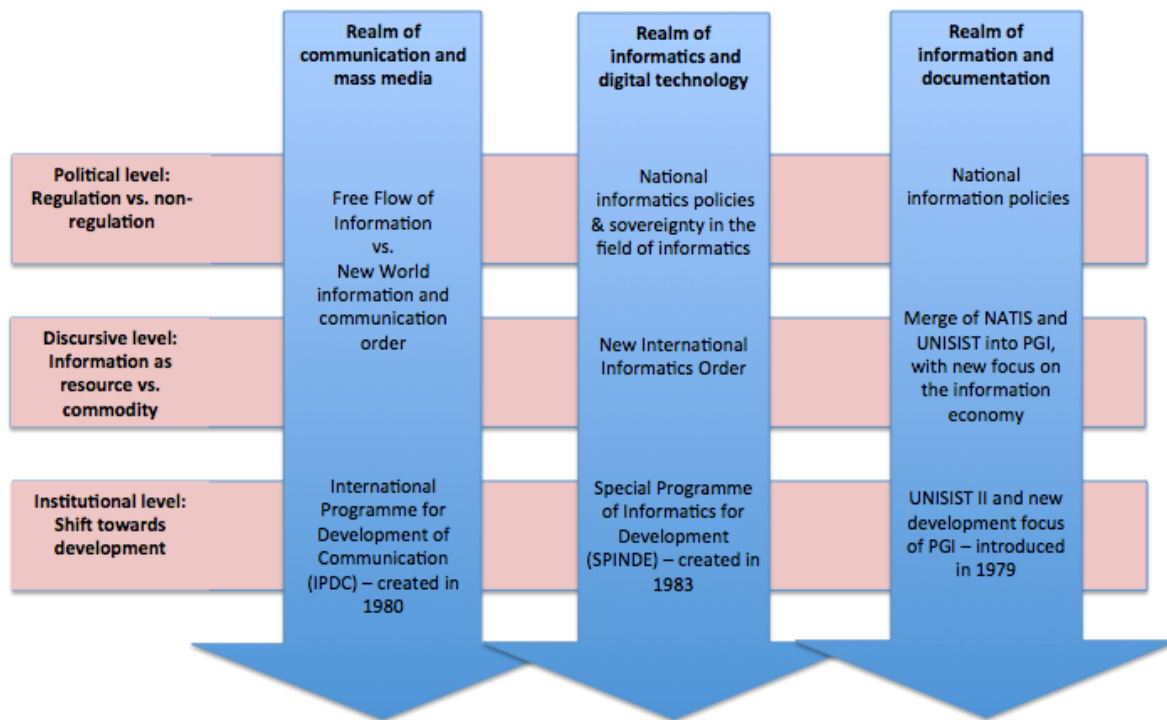 Realm of
communication and
mass media
Realm of
informatics and
digital technology
Realm of
information and
documentation
Political level:
Regulation vs. non-
regulation
Free Flow of
Information
vs.
New World
information and
communication
order
National
informatics policies
& sovereignty in the
field of informatics
National
information policies
Discursive level:
Information as
resource vs.
commodity
New International
Informatics Order
Merge of NATIS and
UNISIST into PGI,
with new focus on
the information
economy
Institutional level:
Shift towards
development
International
Programme for
Development of
Communication
(IPDC) – created in
1980
Special Programme
of Informatics for
Development
(SPINDE) – created in
1983
UNISIST II and new
development focus
of PGI – introduced
in 1979